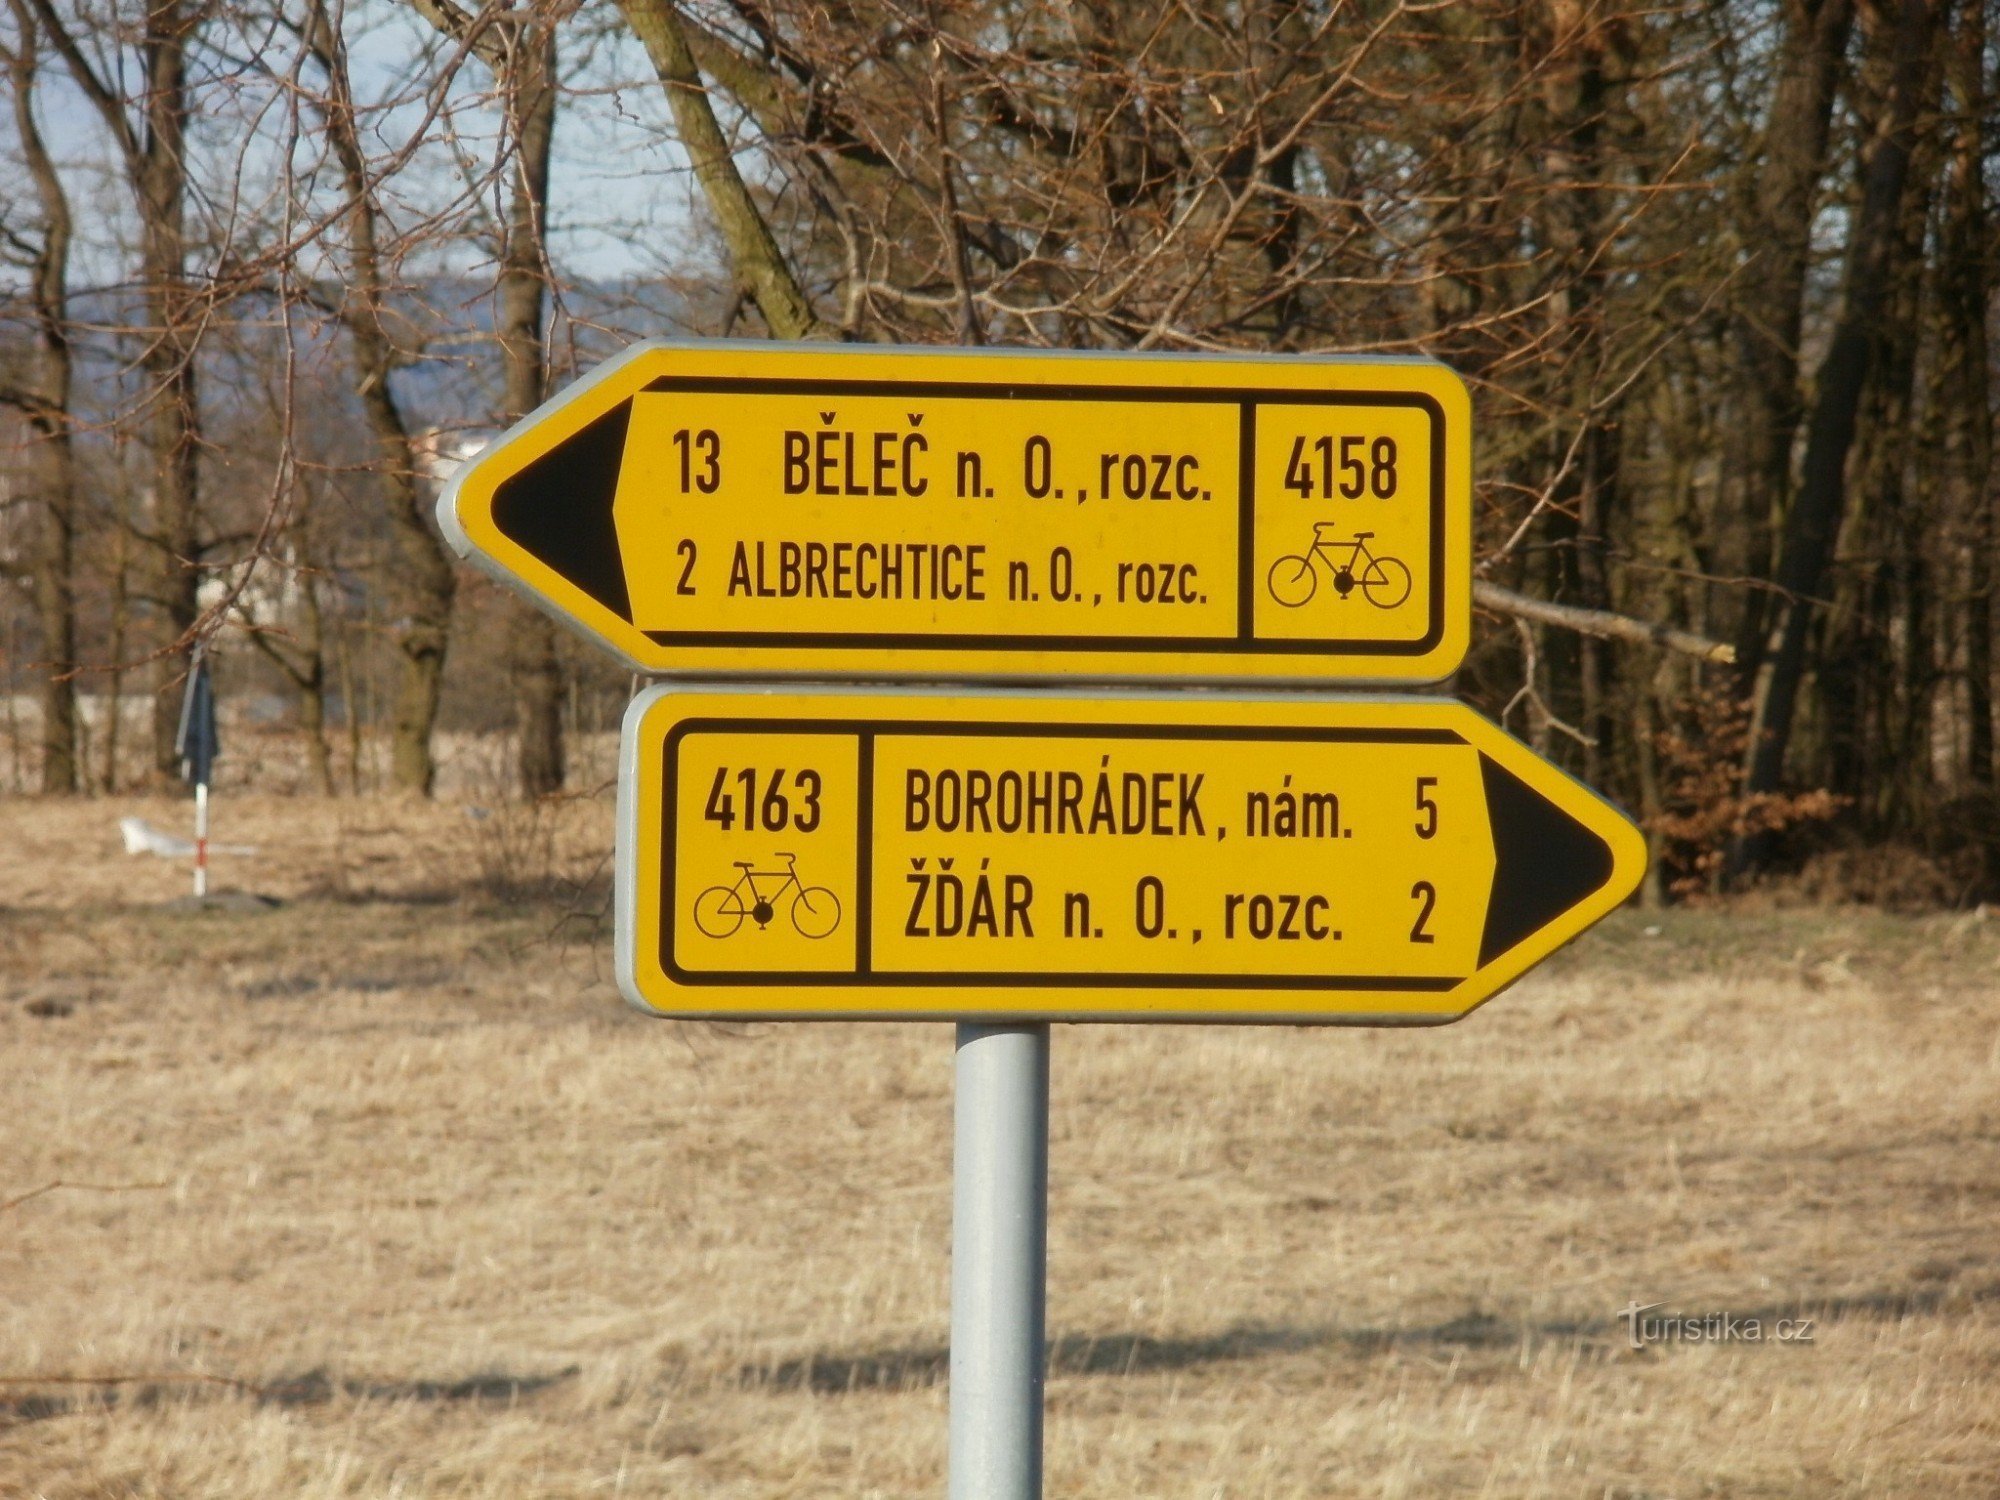 13 BĚLEČ n. O., rozc.
2 ALBRECHTICE n. O., rozc.
4158
4163
BOROHRÁDEK, nám. 5
ŽĎÁR n. O., rozc. 2
Turistika.cz